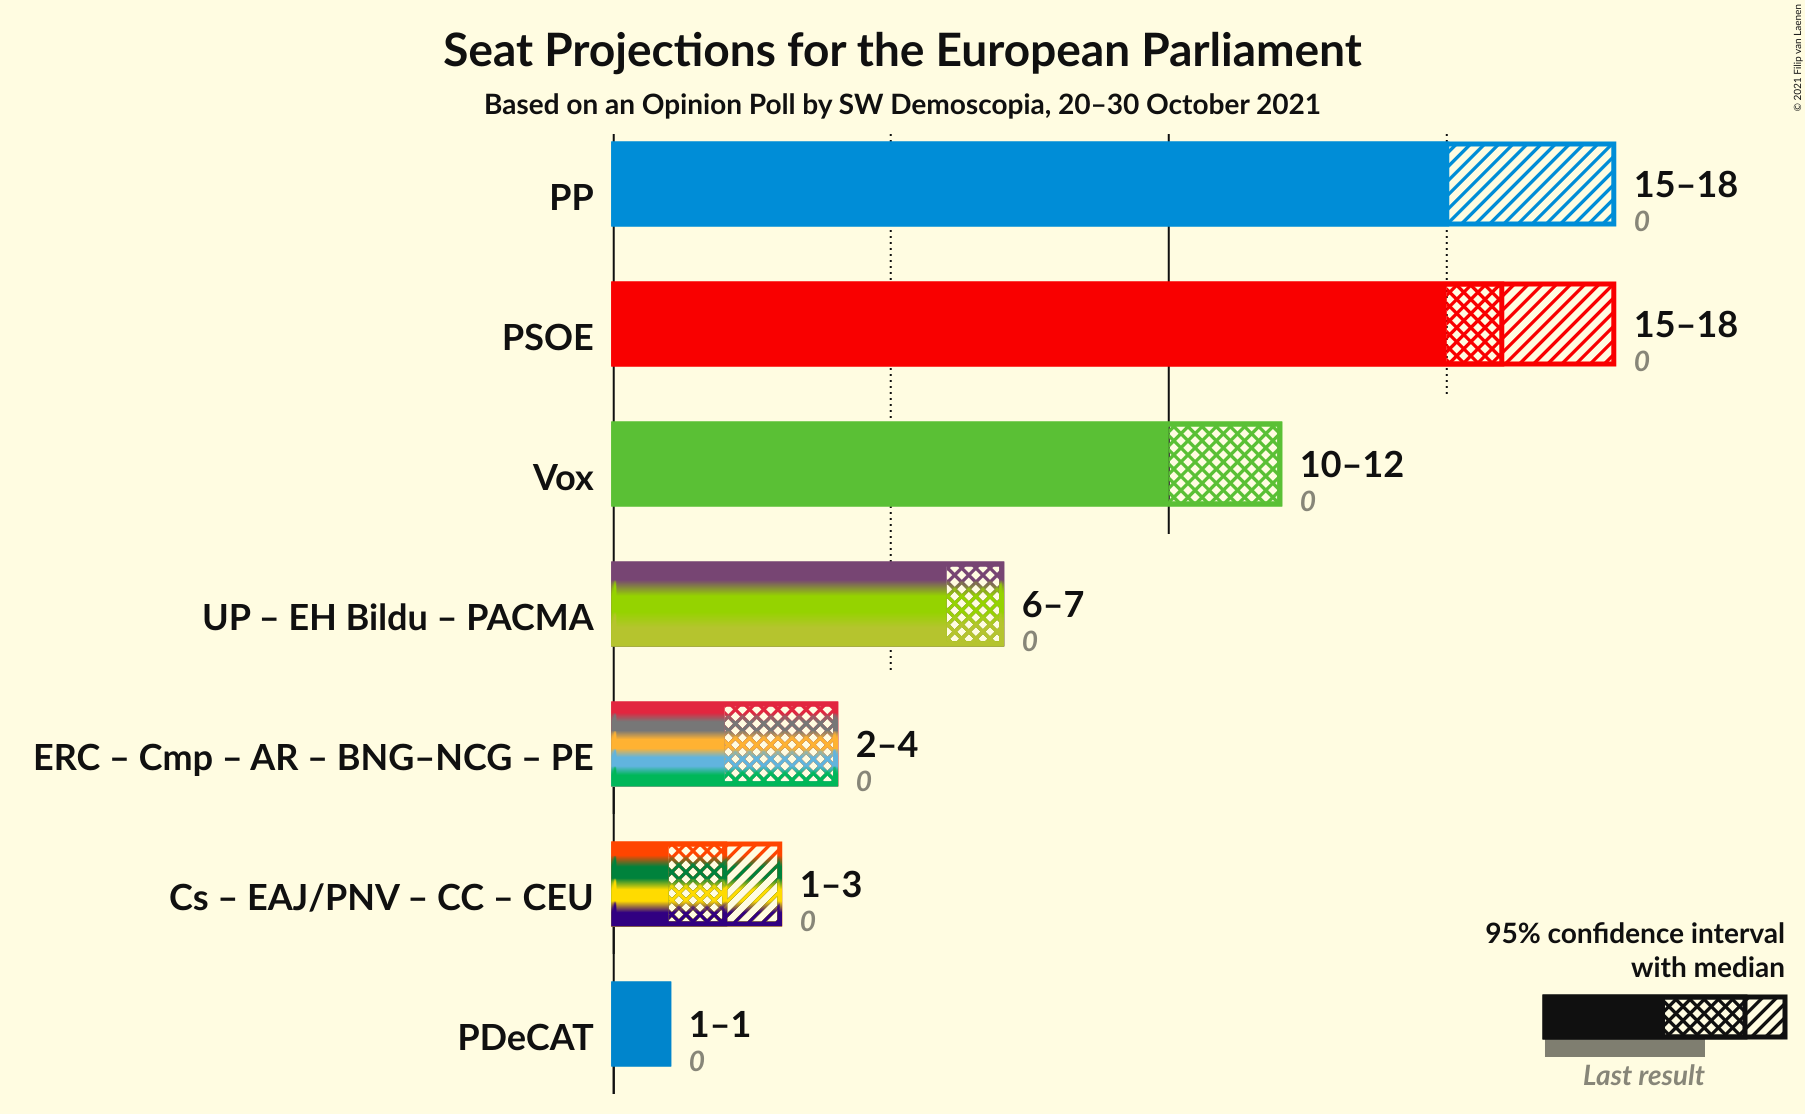 Seat Projections for the European Parliament
Based on an Opinion Poll by SW Demoscopia, 20–30 October 2021
© 2021 Filip van Laenen
PP
15–18
0
PSOE
15–18
0
Vox
10–12
0
UP – EH Bildu – PACMA
6–7
0
ERC – Cmp – AR – BNG–NCG – PE
2–4
0
Cs – EAJ/PNV – CC – CEU
1–3
0
PDeCAT
1–1
0
95% confidence interval
with median
Last result